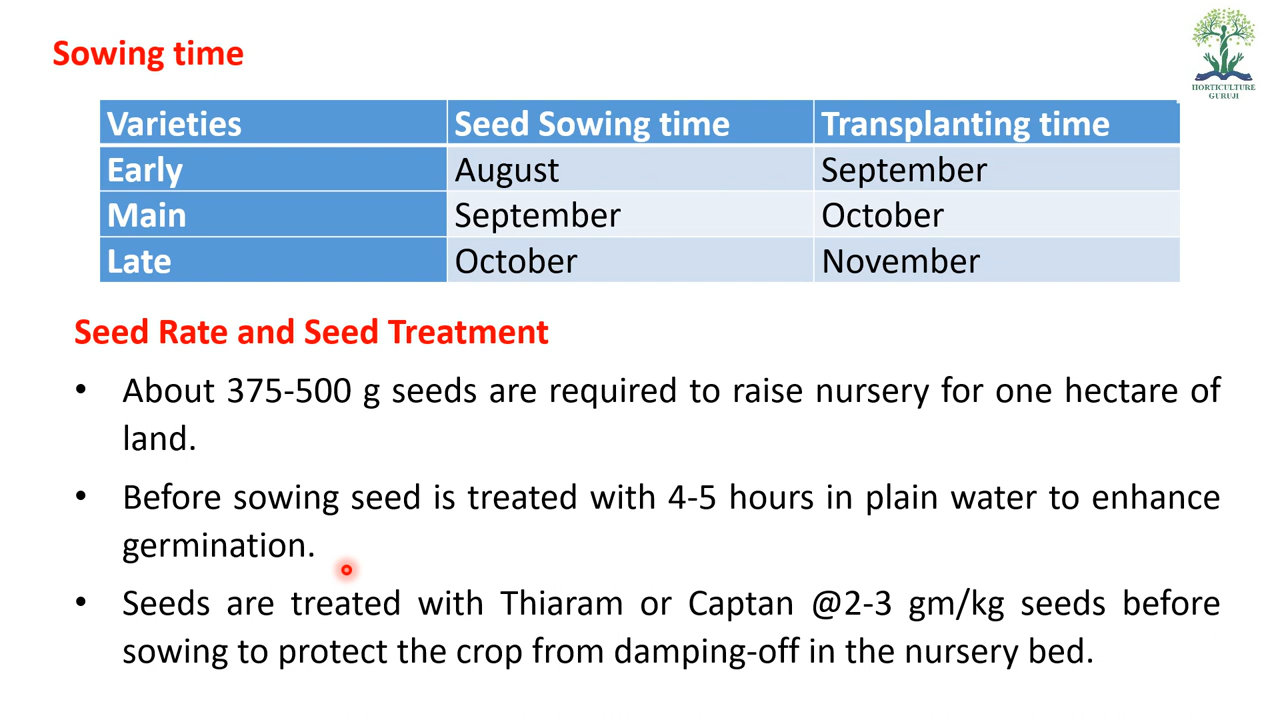 Sowing time
HORTICULTURE
GURUJI
Varieties Seed Sowing time Transplanting time
Early August September
Main September October
Late October November
Seed Rate and Seed Treatment
• About 375-500 g seeds are required to raise nursery for one hectare of
land.
• Before sowing seed is treated with 4-5 hours in plain water to enhance
germination.
• Seeds are treated with Thiaram or Captan @2-3 gm/kg seeds before
sowing to protect the crop from damping-off in the nursery bed.